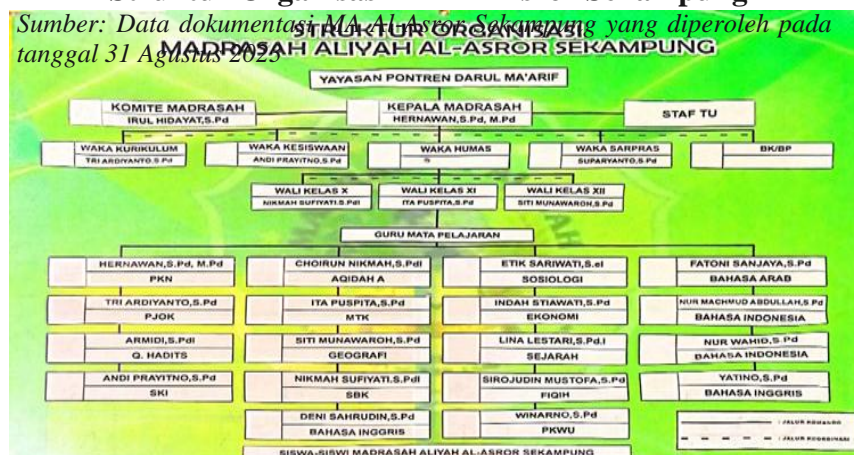 Sumber: Data dokumentasi MA Al-Asror Sekampung yang diperoleh pada
tanggal 31 Agustus 2023
STRUKTUR ORGANISASI
MADRASAH ALIYAH AL-ASROR SEKAMPUNG
YAYASAN PONTREN DARUL MA'ARIF
KOMITE MADRASAH
IRUL HIDAYAT,S.Pd
KEPALA MADRASAH
HERNAWAN,S.Pd, M.Pd
STAF TU
WAKA KURIKULUM
TRI ARDIYANTO.S.Pd
WAKA KESISWAAN
ANDI PRAYITNO,S.Pd
WAKA HUMAS
WAKA SARPRAS
SUPARYANTO,S.Pd
BK/BP
WALI KELAS X
NIKMAH SUFIYATI.S.PdI
WALI KELAS XI
ITA PUSPITA,S.Pd
WALI KELAS XII
SITI MUNAWAROH,S.Pd
GURU MATA PELAJARAN
HERNAWAN,S.Pd, M.Pd
PKN
CHOIRUN NIKMAH,S.PdI
AQIDAH A
ETIK SARIWATI,S.eI
SOSIOLOGI
FATONI SANJAYA,S.Pd
BAHASA ARAB
TRI ARDIYANTO,S.Pd
PJOK
ITA PUSPITA,S.Pd
MTK
INDAH STIAWATI,S.Pd
EKONOMI
NUR MACHMUD ABDULLAH,S.Pd
BAHASA INDONESIA
ARMIDI,S.PdI
Q. HADITS
SITI MUNAWAROH,S.Pd
GEOGRAFI
LINA LESTARI,S.Pd.I
SEJARAH
NUR WAHID,S.Pd
BAHASA INDONESIA
ANDI PRAYITNO,S.Pd
SKI
NIKMAH SUFIYATI.S.PdI
SBK
SIROJUDIN MUSTOFA,S.Pd
FIQIH
YATINO,S.Pd
BAHASA INGGRIS
DENI SAHRUDIN,S.Pd
BAHASA INGGRIS
WINARNO,S.Pd
PKWU
: JALUR KOMANDO
: JALUR KOORDINASI
SISWA-SISWI MADRASAH ALIYAH AL-ASROR SEKAMPUNG